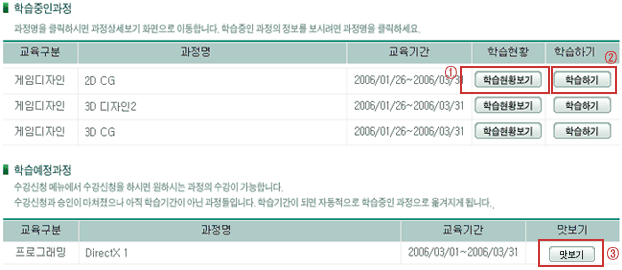 학습중인과정
과정명을 클릭하시면 과정상세보기 화면으로 이동합니다. 학습중인 과정의 정보를 보시려면 과정명을 클릭하세요.
교육구분 과정명 교육기간 학습현황 학습하기 ②
게임디자인 2D CG 2006/01/26~2006/03/31 ① 학습현황보기 학습하기
게임디자인 3D 디자인2 2006/01/26~2006/03/31 학습현황보기 학습하기
게임디자인 3D CG 2006/01/26~2006/03/31 학습현황보기 학습하기
학습예정과정
수강신청 메뉴에서 수강신청을 하시면 원하시는 과정의 수강이 가능합니다.
수강신청과 승인이 마쳐졌으나 아직 학습기간이 아닌 과정들입니다. 학습기간이 되면 자동적으로 학습중인 과정으로 옮겨지게 됩니다.
교육구분 과정명 교육기간 맛보기
프로그래밍 DirectX 1 2006/03/01~2006/03/31 맛보기 ③